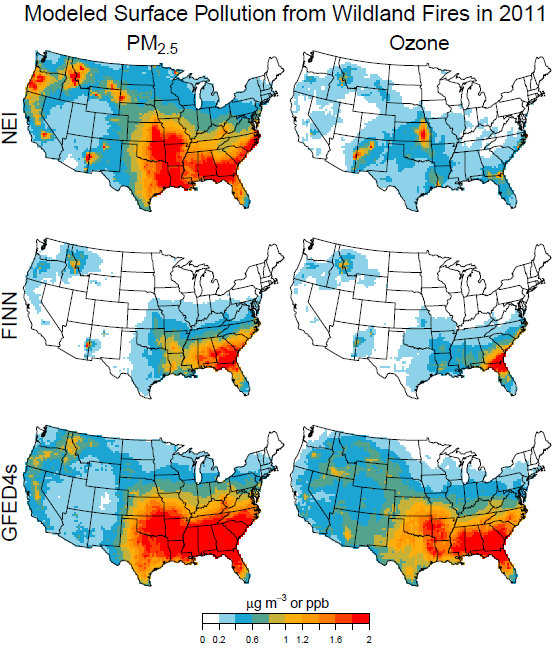 Modeled Surface Pollution from Wildland Fires in 2011
PM2.5 Ozone
NEI
FINN
GFED4s
μg m−3 or ppb
0 0.2 0.6 1 1.2 1.6 2